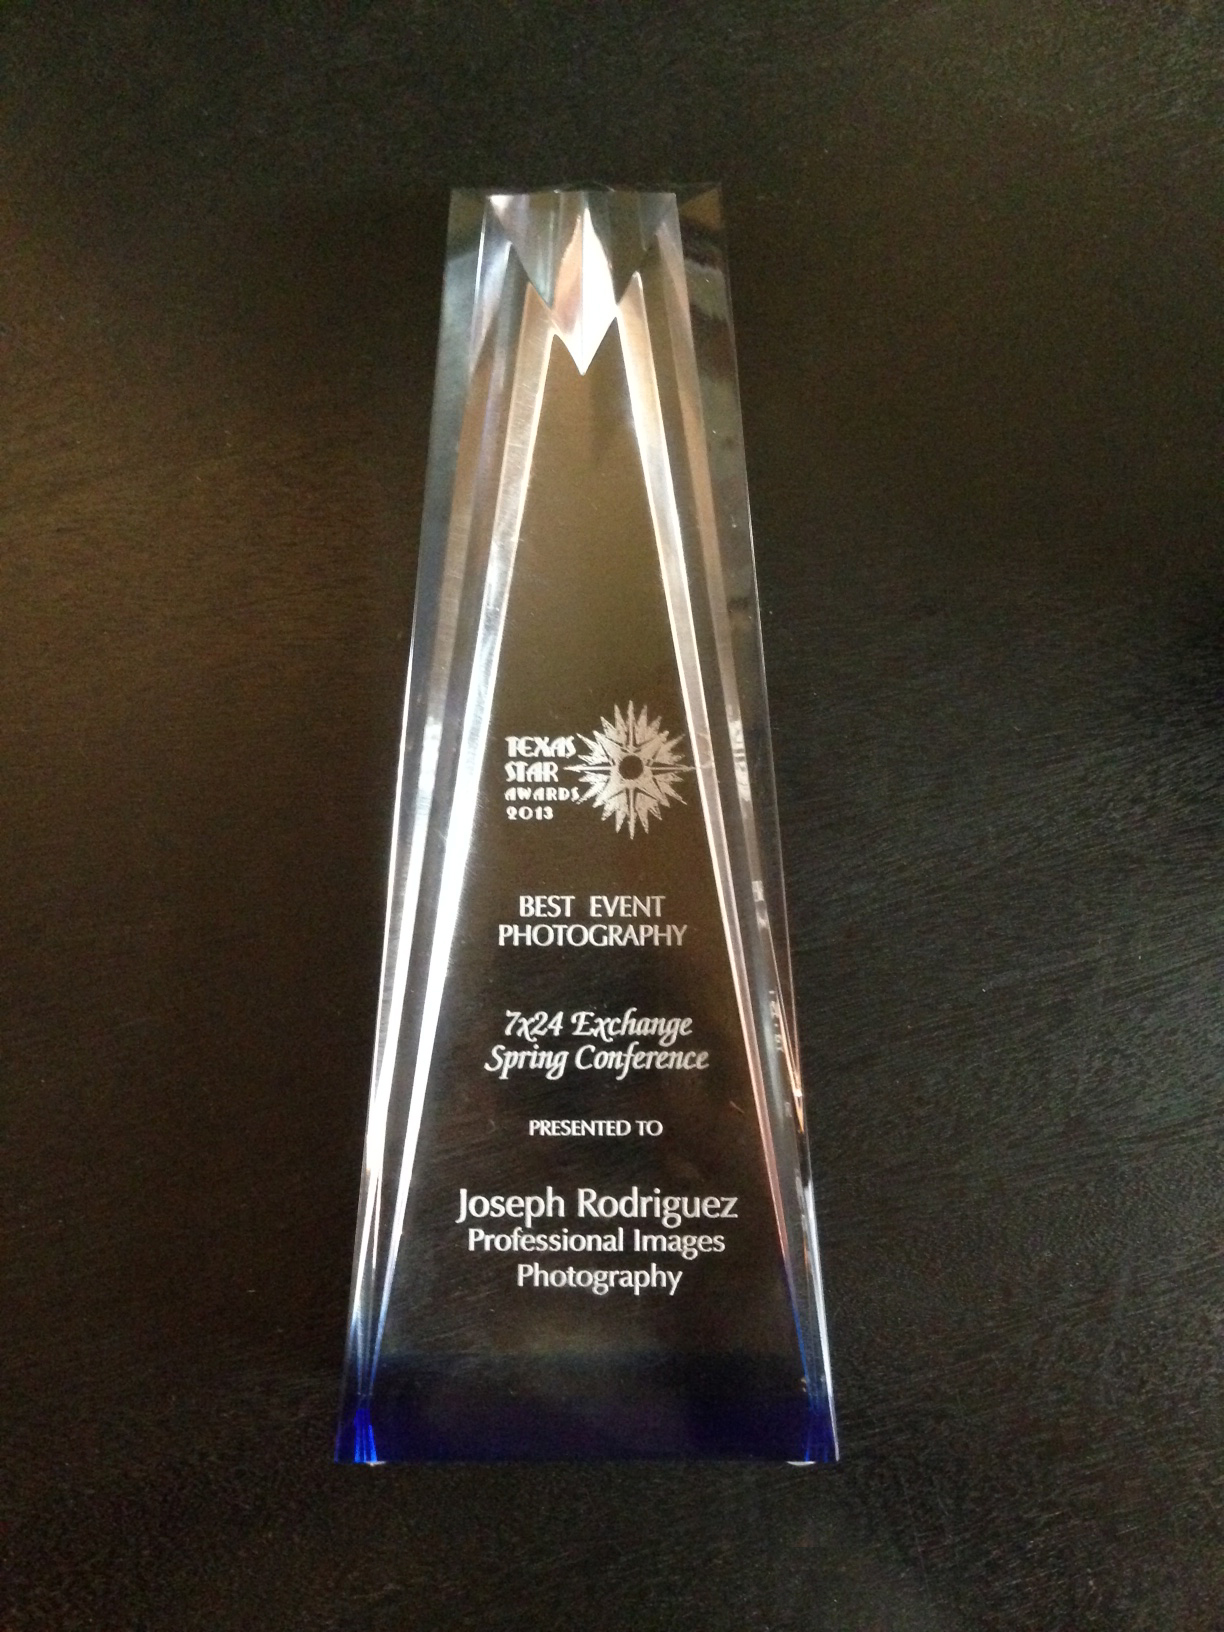 TEXAS
STAR
AWARDS
2013
BEST EVENT
PHOTOGRAPHY
7x24 Exchange
Spring Conference
PRESENTED TO
Joseph Rodriguez
Professional Images
Photography